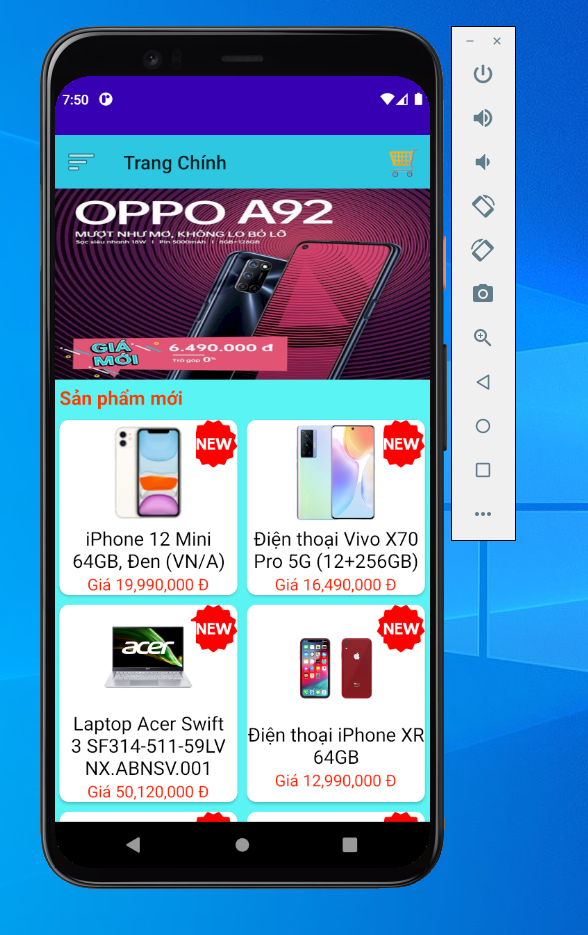 7:50
Trang Chính
OPPO A92
MƯỢT NHƯ MƠ, KHÔNG LO BỎ LỠ
Sạc siêu nhanh 18W I Pin 5000mAh I 8GB+128GB
GIÁ
MỚI
6.490.000 đ
Trả góp 0%
Sản phẩm mới
NEW
NEW
iPhone 12 Mini
64GB, Đen (VN/A)
Giá 19,990,000 Đ
Điện thoại Vivo X70
Pro 5G (12+256GB)
Giá 16,490,000 Đ
NEW
NEW
acer
Laptop Acer Swift
3 SF314-511-59LV
NX.ABNSV.001
Giá 50,120,000 Đ
Điện thoại iPhone XR
64GB
Giá 12,990,000 Đ